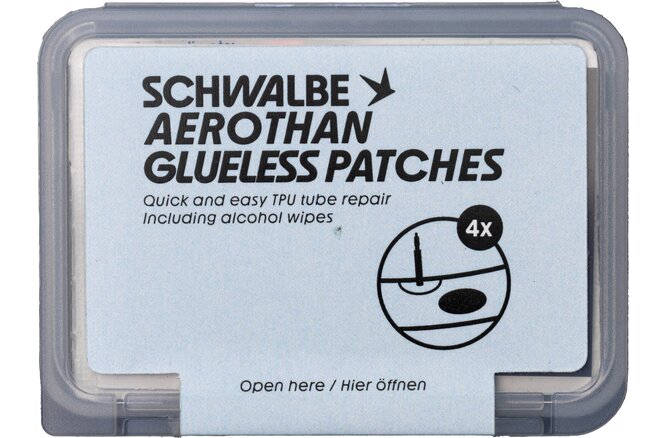 SCHWALBE
AEROTHAN
GLUELESS PATCHES
Quick and easy TPU tube repair
Including alcohol wipes
4x
Open here / Hier öffnen